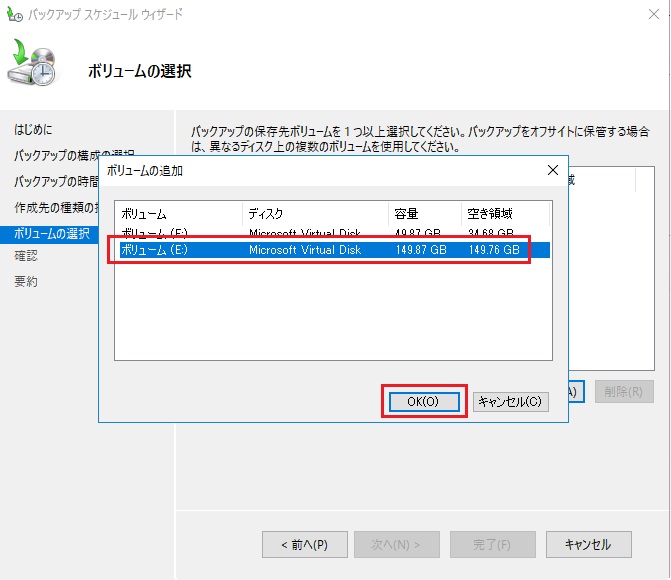 バックアップ スケジュール ウィザード
ボリュームの選択
はじめに
バックアップの構成の選択
バックアップの時間
作成先の種類の
ボリュームの選択
確認
要約
バックアップの保存先ボリュームを 1 つ以上選択してください。バックアップをオフサイトに保管する場合
は、異なるディスク上の複数のボリュームを使用してください。
域
ボリュームの追加
ボリューム ディスク 容量 空き領域
Microsoft Virtual Disk 49.87 GB 34.68 GB
ボリューム (E:) Microsoft Virtual Disk 149.87 GB 149.76 GB
OK(O) キャンセル(C)
A) 削除(R)
< 前へ(P) 次へ(N) > 完了(F) キャンセル